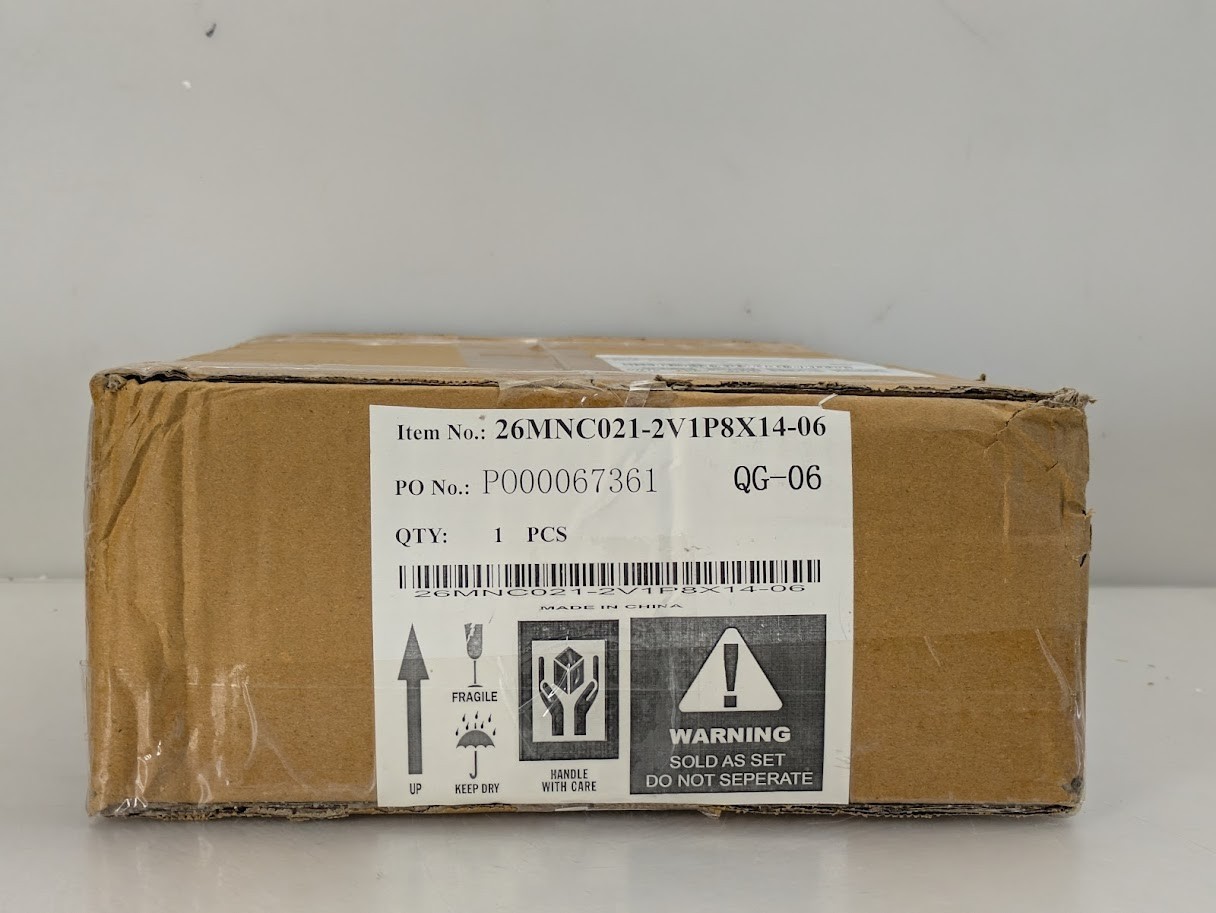 Item No.: 26MNC021-2V1P8X14-06
PO No.: PO00067361 QG-06
QTY: 1 PCS
26MNC021-2V1P8X14-06
MADE IN CHINA
UP
FRAGILE
KEEP DRY
HANDLE
WITH CARE
WARNING
SOLD AS SET
DO NOT SEPERATE